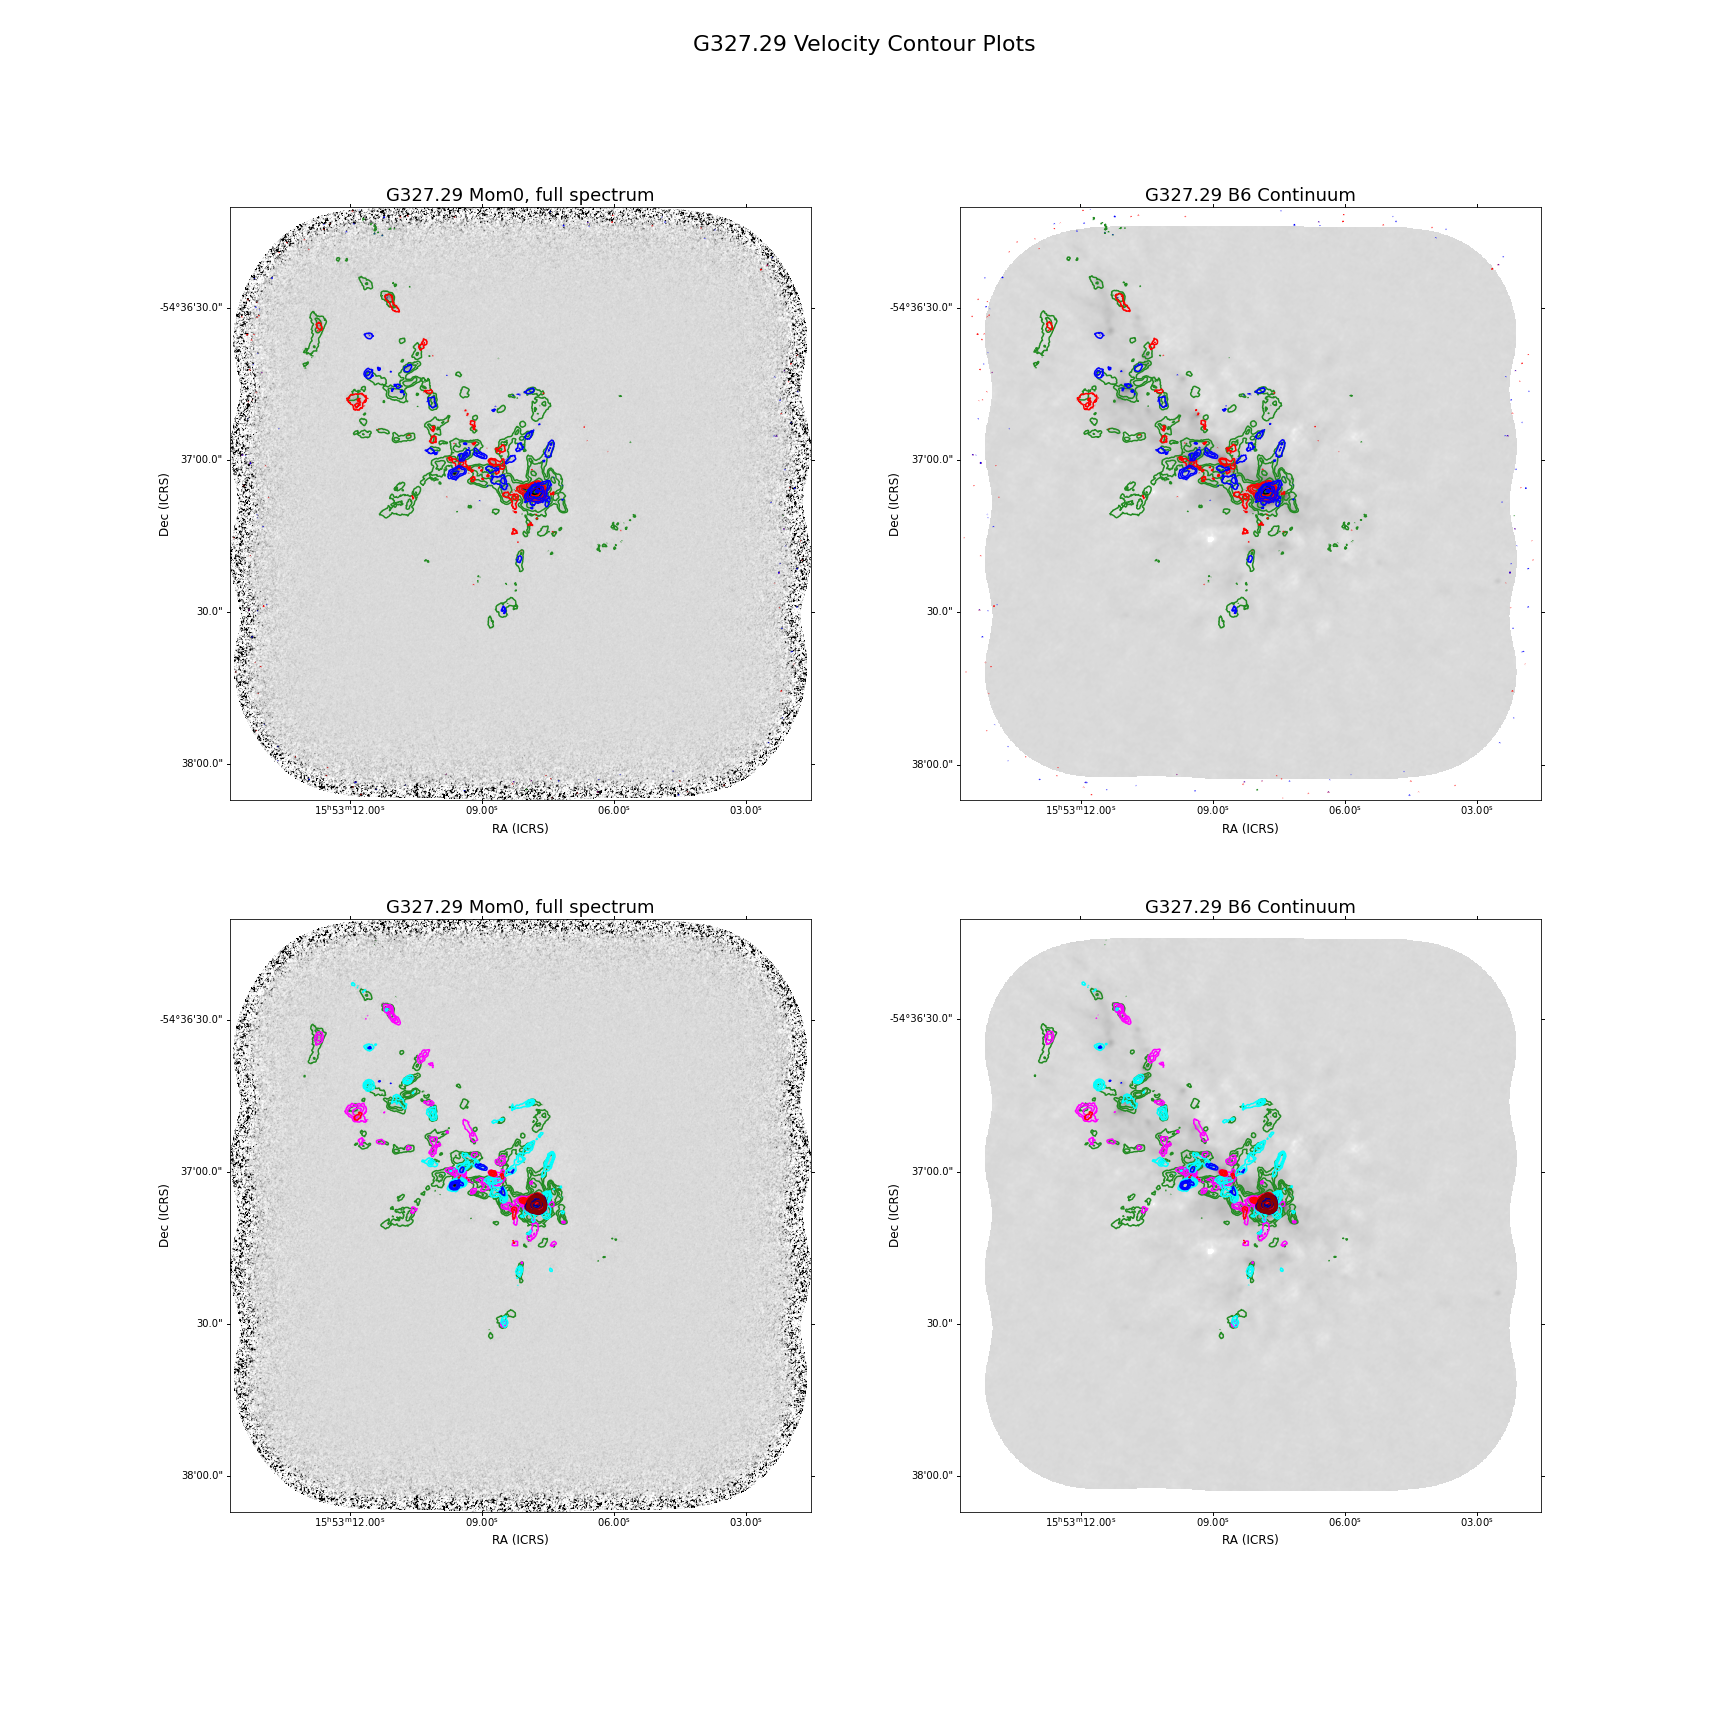 G327.29 Velocity Contour Plots
G327.29 Mom0, full spectrum
-54°36'30.0"
37'00.0"
30.0"
38'00.0"
Dec (ICRS)
15ʰ53ᵐ12.00ˢ 09.00ˢ 06.00ˢ 03.00ˢ
RA (ICRS)
G327.29 B6 Continuum
-54°36'30.0"
37'00.0"
30.0"
38'00.0"
Dec (ICRS)
15ʰ53ᵐ12.00ˢ 09.00ˢ 06.00ˢ 03.00ˢ
RA (ICRS)
G327.29 Mom0, full spectrum
-54°36'30.0"
37'00.0"
30.0"
38'00.0"
Dec (ICRS)
15ʰ53ᵐ12.00ˢ 09.00ˢ 06.00ˢ 03.00ˢ
RA (ICRS)
G327.29 B6 Continuum
-54°36'30.0"
37'00.0"
30.0"
38'00.0"
Dec (ICRS)
15ʰ53ᵐ12.00ˢ 09.00ˢ 06.00ˢ 03.00ˢ
RA (ICRS)